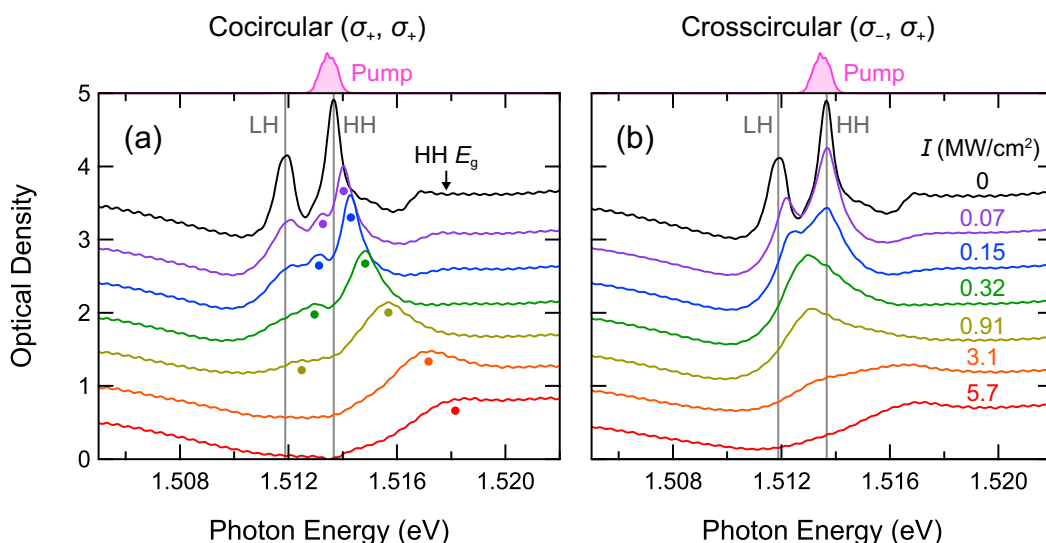 Cocircular (σ₊, σ₊)
Crosscircular (σ₋, σ₊)
Pump
Pump
5
4
3
2
1
0
Optical Density
(a)
LH
HH
HH E_g
(b)
LH
HH
I (MW/cm²)
0
0.07
0.15
0.32
0.91
3.1
5.7
1.508
1.512
1.516
1.520
1.508
1.512
1.516
1.520
Photon Energy (eV)
Photon Energy (eV)